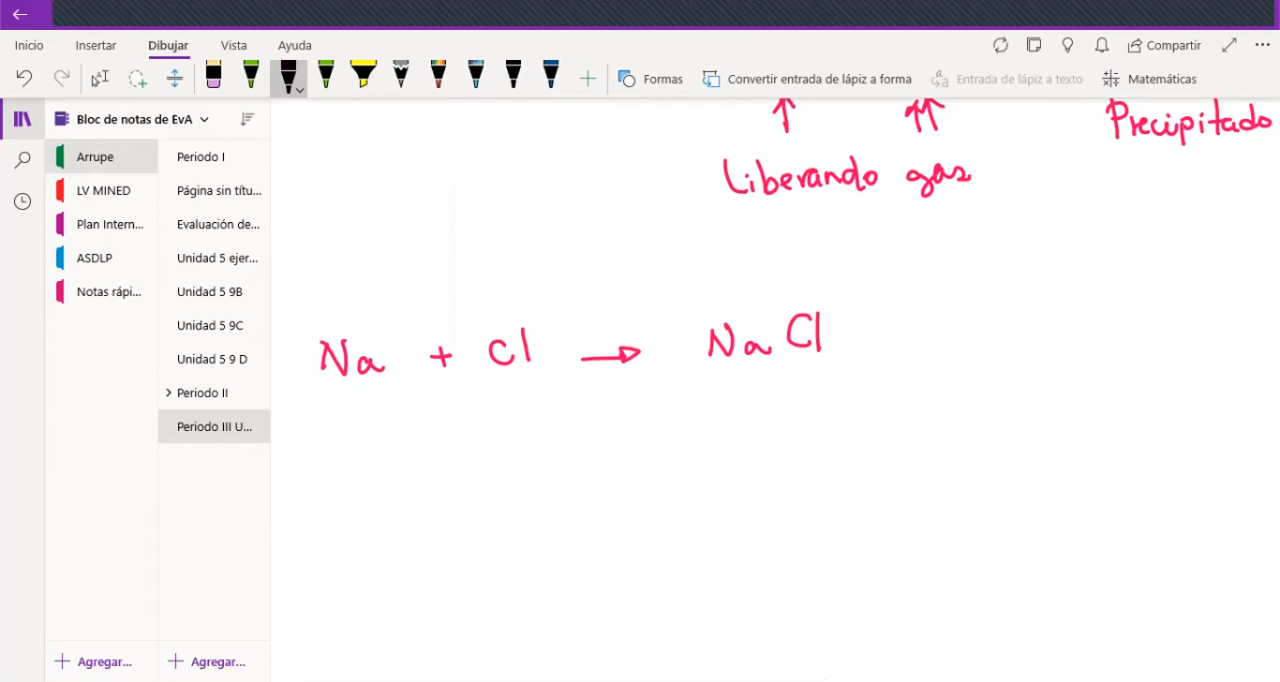 Inicio Insertar Dibujar Vista Ayuda Compartir
Formas Convertir entrada de lápiz a forma Entrada de lápiz a texto Matemáticas
Bloc de notas de EvA
Arrupe
LV MINED
Plan Intern...
ASDLP
Notas rápi...
Agregar...
Periodo I
Página sin títu...
Evaluación de...
Unidad 5 ejer...
Unidad 5 9B
Unidad 5 9C
Unidad 5 9 D
Periodo II
Periodo III U...
Agregar...
↑ ↑↑
Precipitado
Liberando gas
Na + Cl → NaCl